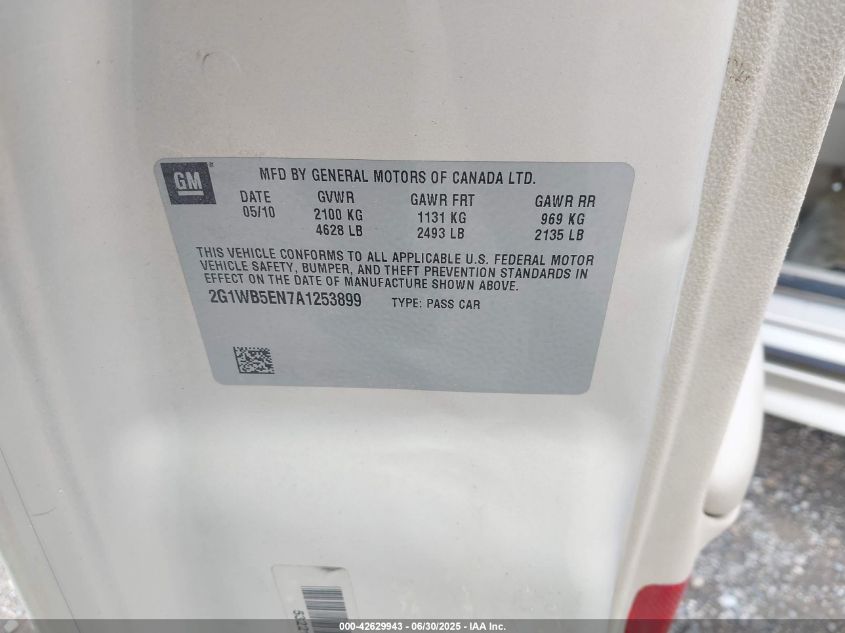 GM
MFD BY GENERAL MOTORS OF CANADA LTD.
DATE GVWR GAWR FRT GAWR RR
05/10 2100 KG 1131 KG 969 KG
4628 LB 2493 LB 2135 LB
THIS VEHICLE CONFORMS TO ALL APPLICABLE U.S. FEDERAL MOTOR
VEHICLE SAFETY, BUMPER, AND THEFT PREVENTION STANDARDS IN
EFFECT ON THE DATE OF MANUFACTURE SHOWN ABOVE.
2G1WB5EN7A1253899 TYPE: PASS CAR
000-42629943 - 06/30/2025 - IAA Inc.